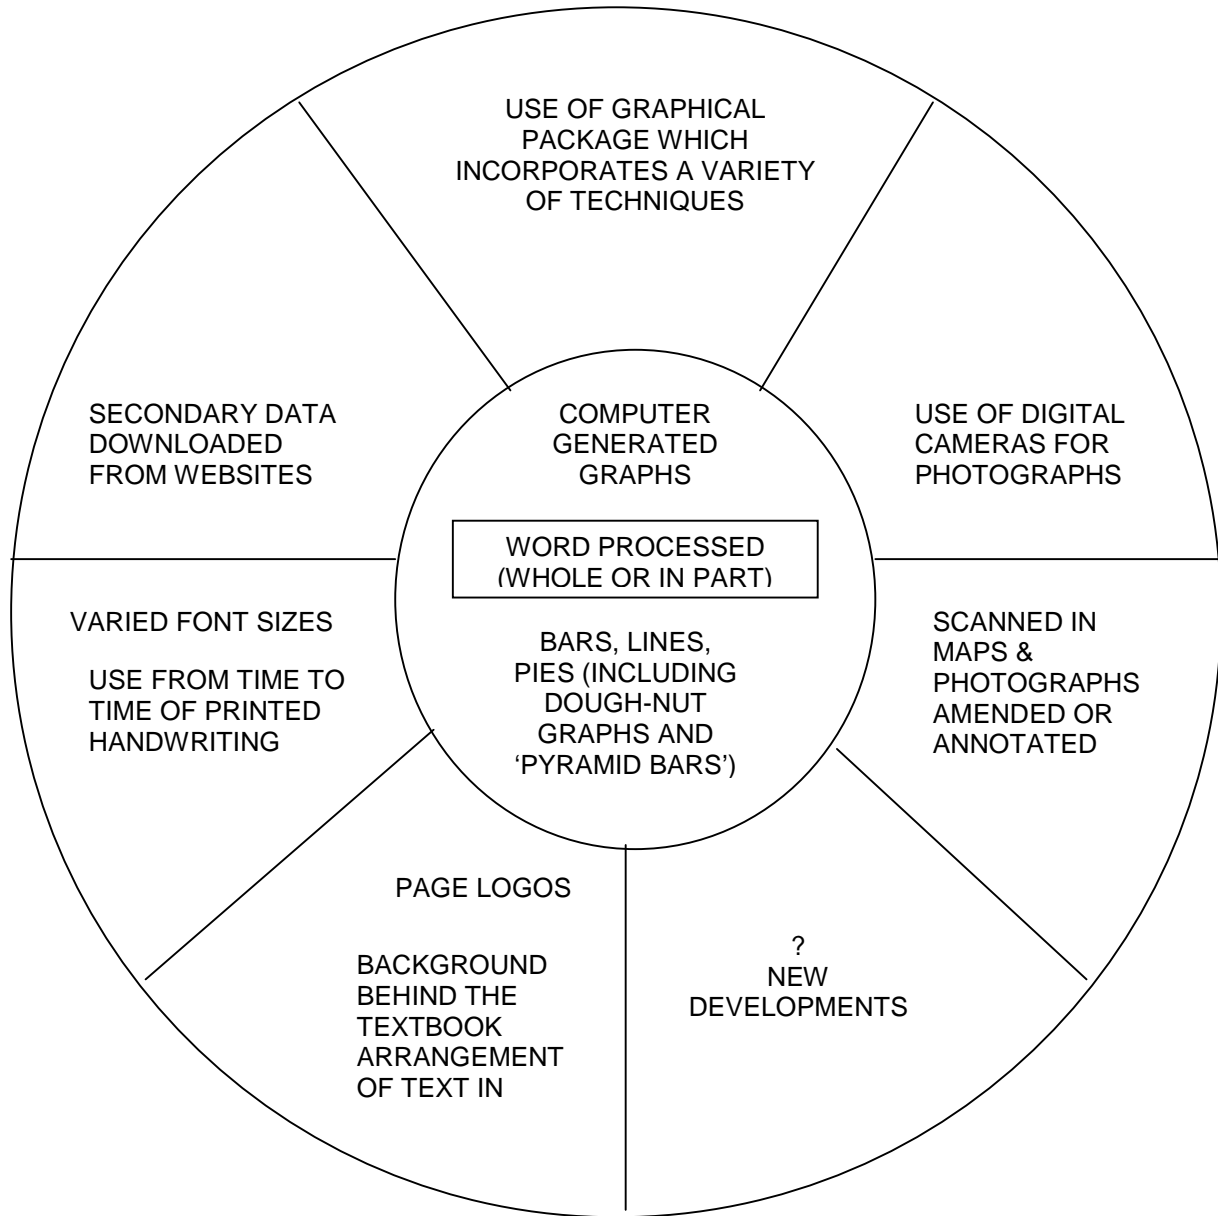 USE OF GRAPHICAL
PACKAGE WHICH
INCORPORATES A VARIETY
OF TECHNIQUES
SECONDARY DATA
DOWNLOADED
FROM WEBSITES
COMPUTER
GENERATED
GRAPHS
USE OF DIGITAL
CAMERAS FOR
PHOTOGRAPHS
WORD PROCESSED
(WHOLE OR IN PART)
VARIED FONT SIZES
USE FROM TIME TO
TIME OF PRINTED
HANDWRITING
BARS, LINES,
PIES (INCLUDING
DOUGH-NUT
GRAPHS AND
‘PYRAMID BARS’)
SCANNED IN
MAPS &
PHOTOGRAPHS
AMENDED OR
ANNOTATED
PAGE LOGOS
BACKGROUND
BEHIND THE
TEXTBOOK
ARRANGEMENT
OF TEXT IN
?
NEW
DEVELOPMENTS